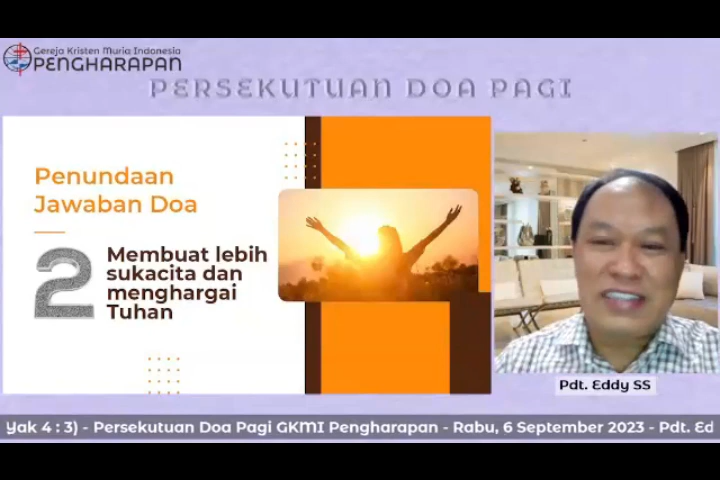 Gereja Kristen Muria Indonesia
PENGHARAPAN
PERSEKUTUAN DOA PAGI
Penundaan
Jawaban Doa
2
Membuat lebih
sukacita dan
menghargai
Tuhan
Pdt. Eddy SS
Yak 4 : 3) - Persekutuan Doa Pagi GKMI Pengharapan - Rabu, 6 September 2023 - Pdt. Ed